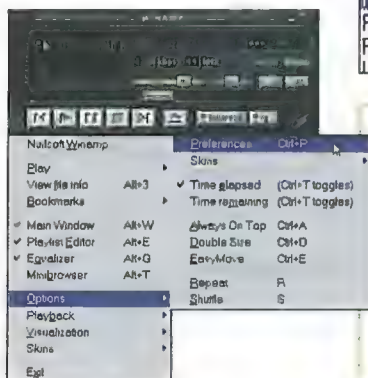 WINAMP
Nullsoft Winamp
Play
View file info Alt+3
Bookmarks
Main Window Alt+W
Playlist Editor Alt+E
Equalizer Alt+G
Minibrowser Alt+T
Options
Playback
Visualization
Skins
Exit
Preferences Ctrl+P
Skins
Time elapsed (Ctrl+T toggles)
Time remaining (Ctrl+T toggles)
Always On Top Ctrl+A
Double Size Ctrl+D
EasyMove Ctrl+E
Repeat R
Shuffle S